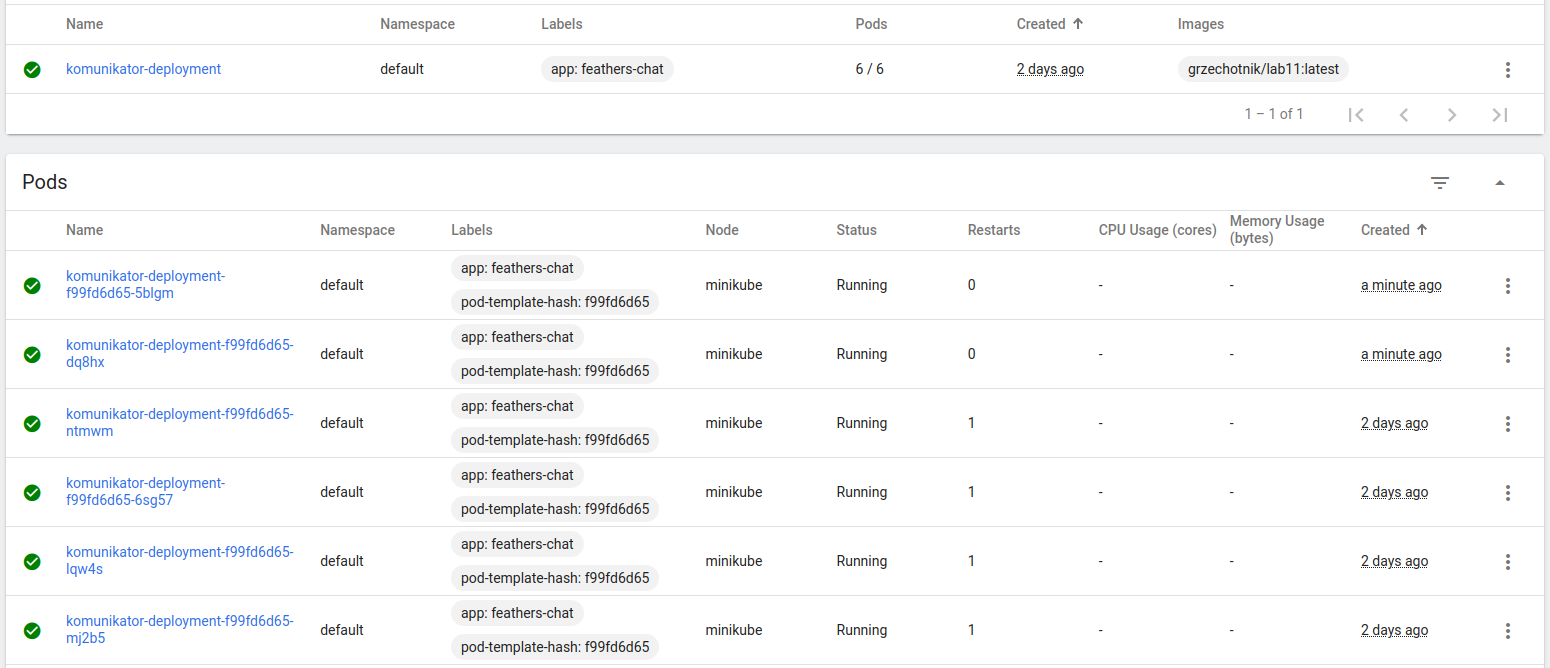 Name Namespace Labels Pods Created Images
komunikator-deployment default app: feathers-chat 6 / 6 2 days ago grzechotnik/lab11:latest
1 – 1 of 1
Pods
Name Namespace Labels Node Status Restarts CPU Usage (cores) Memory Usage (bytes) Created
komunikator-deployment-f99fd6d65-5blgm default app: feathers-chat pod-template-hash: f99fd6d65 minikube Running 0 - - a minute ago
komunikator-deployment-f99fd6d65-dq8hx default app: feathers-chat pod-template-hash: f99fd6d65 minikube Running 0 - - a minute ago
komunikator-deployment-f99fd6d65-ntmwm default app: feathers-chat pod-template-hash: f99fd6d65 minikube Running 1 - - 2 days ago
komunikator-deployment-f99fd6d65-6sg57 default app: feathers-chat pod-template-hash: f99fd6d65 minikube Running 1 - - 2 days ago
komunikator-deployment-f99fd6d65-lqw4s default app: feathers-chat pod-template-hash: f99fd6d65 minikube Running 1 - - 2 days ago
komunikator-deployment-f99fd6d65-mj2b5 default app: feathers-chat pod-template-hash: f99fd6d65 minikube Running 1 - - 2 days ago